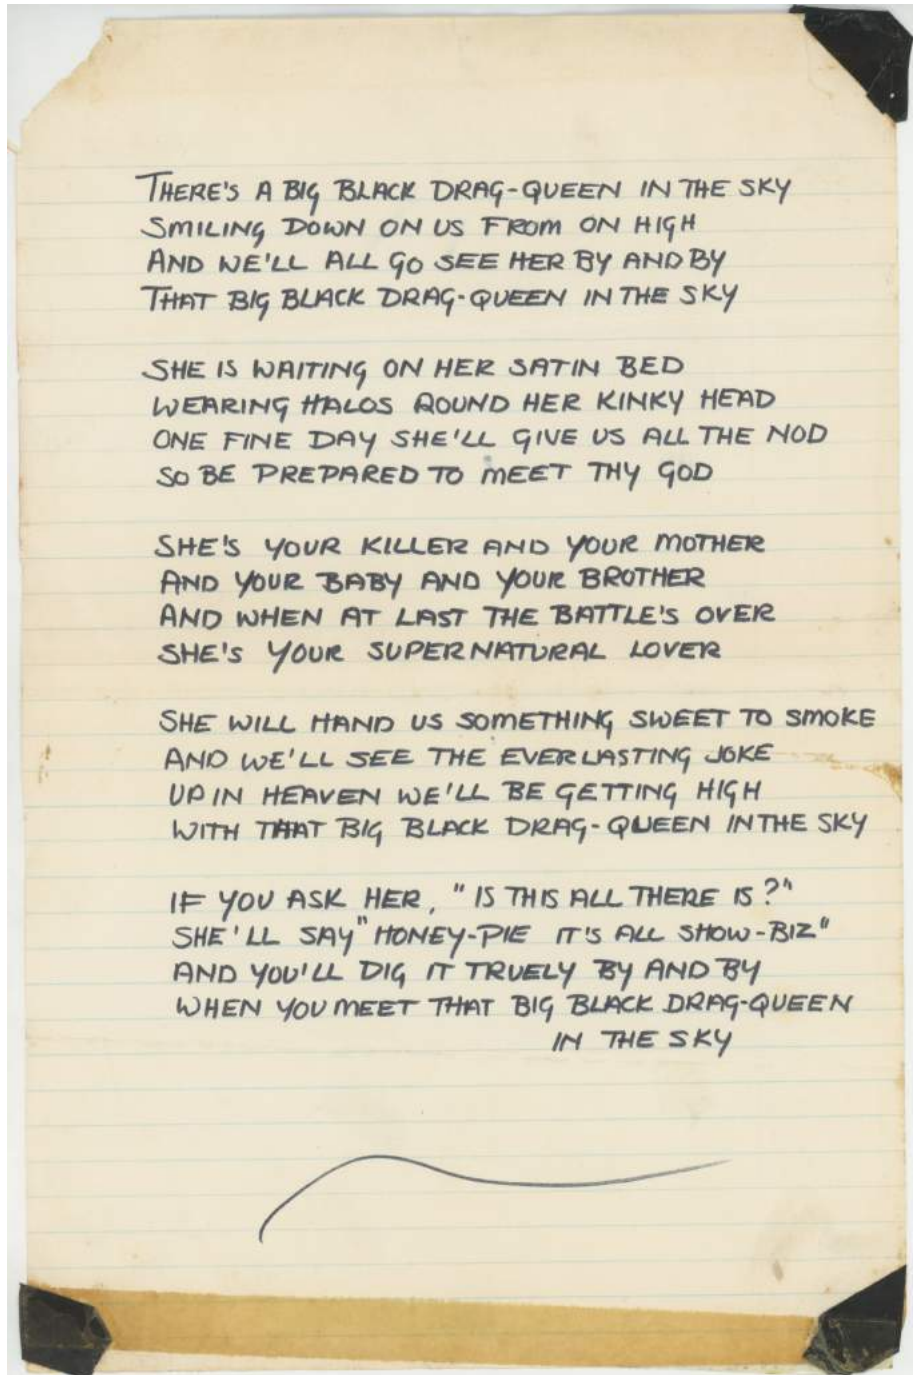 THERE'S A BIG BLACK DRAG-QUEEN IN THE SKY
SMILING DOWN ON US FROM ON HIGH
AND WE'LL ALL GO SEE HER BY AND BY
THAT BIG BLACK DRAG-QUEEN IN THE SKY

SHE IS WAITING ON HER SATIN BED
WEARING HALOS ROUND HER KINKY HEAD
ONE FINE DAY SHE'LL GIVE US ALL THE NOD
SO BE PREPARED TO MEET THY GOD

SHE'S YOUR KILLER AND YOUR MOTHER
AND YOUR BABY AND YOUR BROTHER
AND WHEN AT LAST THE BATTLE'S OVER
SHE'S YOUR SUPERNATURAL LOVER

SHE WILL HAND US SOMETHING SWEET TO SMOKE
AND WE'LL SEE THE EVERLASTING JOKE
UP IN HEAVEN WE'LL BE GETTING HIGH
WITH THAT BIG BLACK DRAG-QUEEN IN THE SKY

IF YOU ASK HER, "IS THIS ALL THERE IS?"
SHE'LL SAY "HONEY-PIE IT'S ALL SHOW-BIZ"
AND YOU'LL DIG IT TRUELY BY AND BY
WHEN YOU MEET THAT BIG BLACK DRAG-QUEEN
IN THE SKY